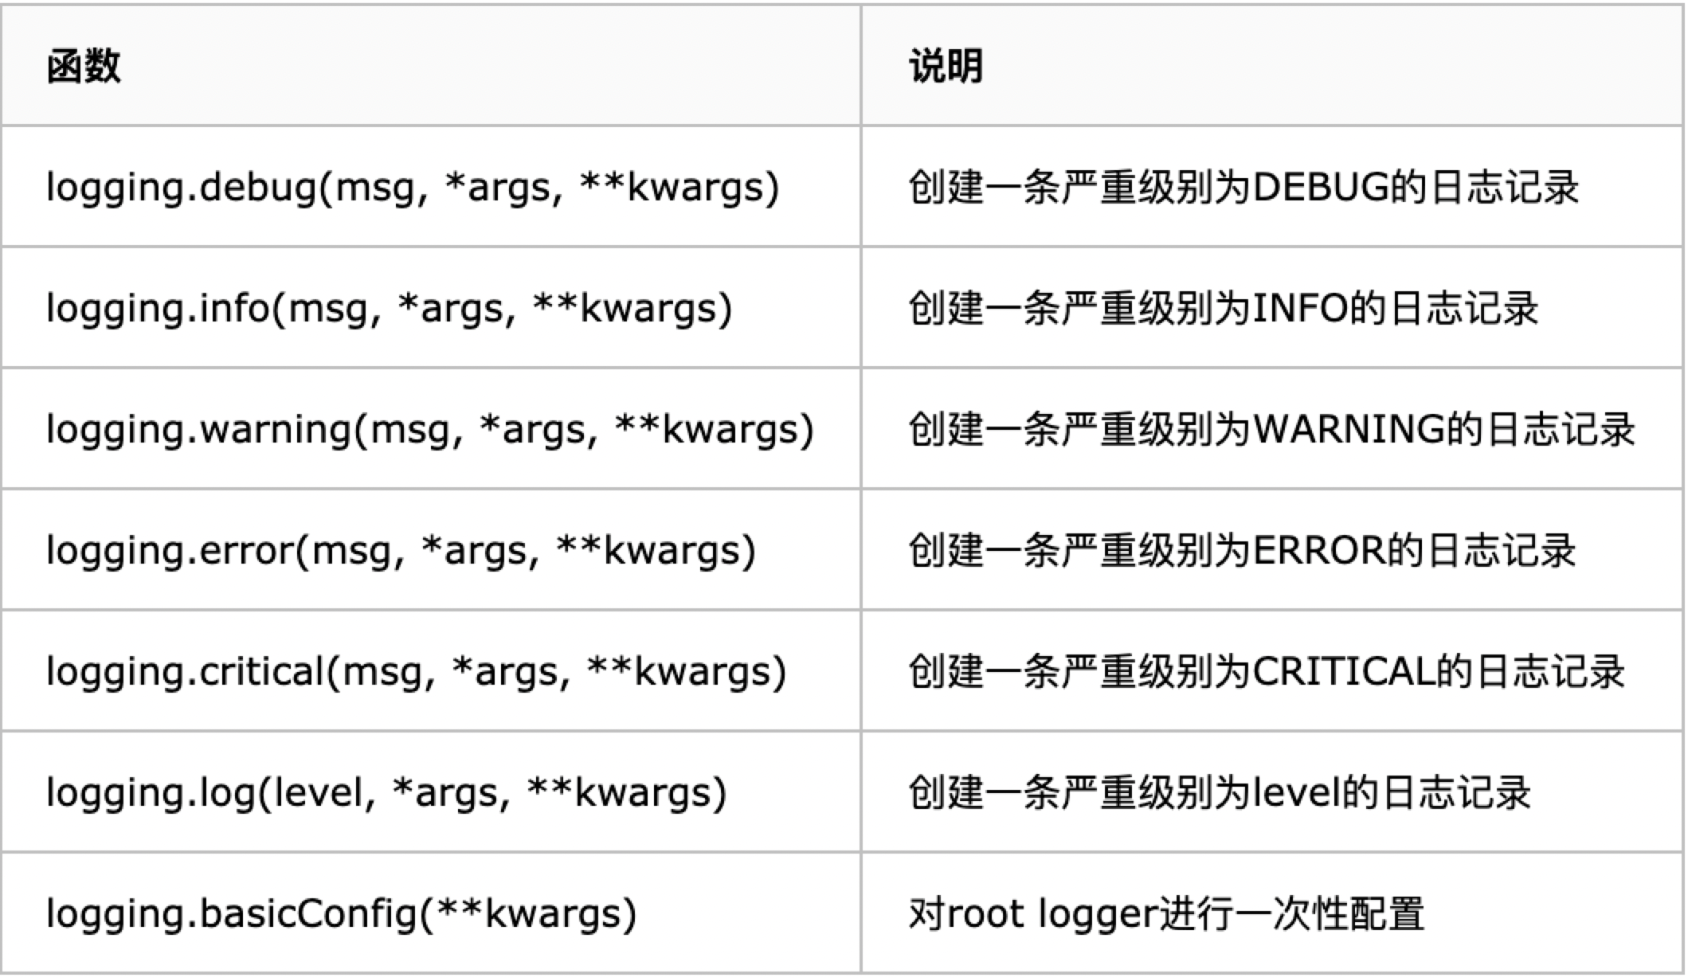 函数 说明
logging.debug(msg, *args, **kwargs) 创建一条严重级别为DEBUG的日志记录
logging.info(msg, *args, **kwargs) 创建一条严重级别为INFO的日志记录
logging.warning(msg, *args, **kwargs) 创建一条严重级别为WARNING的日志记录
logging.error(msg, *args, **kwargs) 创建一条严重级别为ERROR的日志记录
logging.critical(msg, *args, **kwargs) 创建一条严重级别为CRITICAL的日志记录
logging.log(level, *args, **kwargs) 创建一条严重级别为level的日志记录
logging.basicConfig(**kwargs) 对root logger进行一次性配置